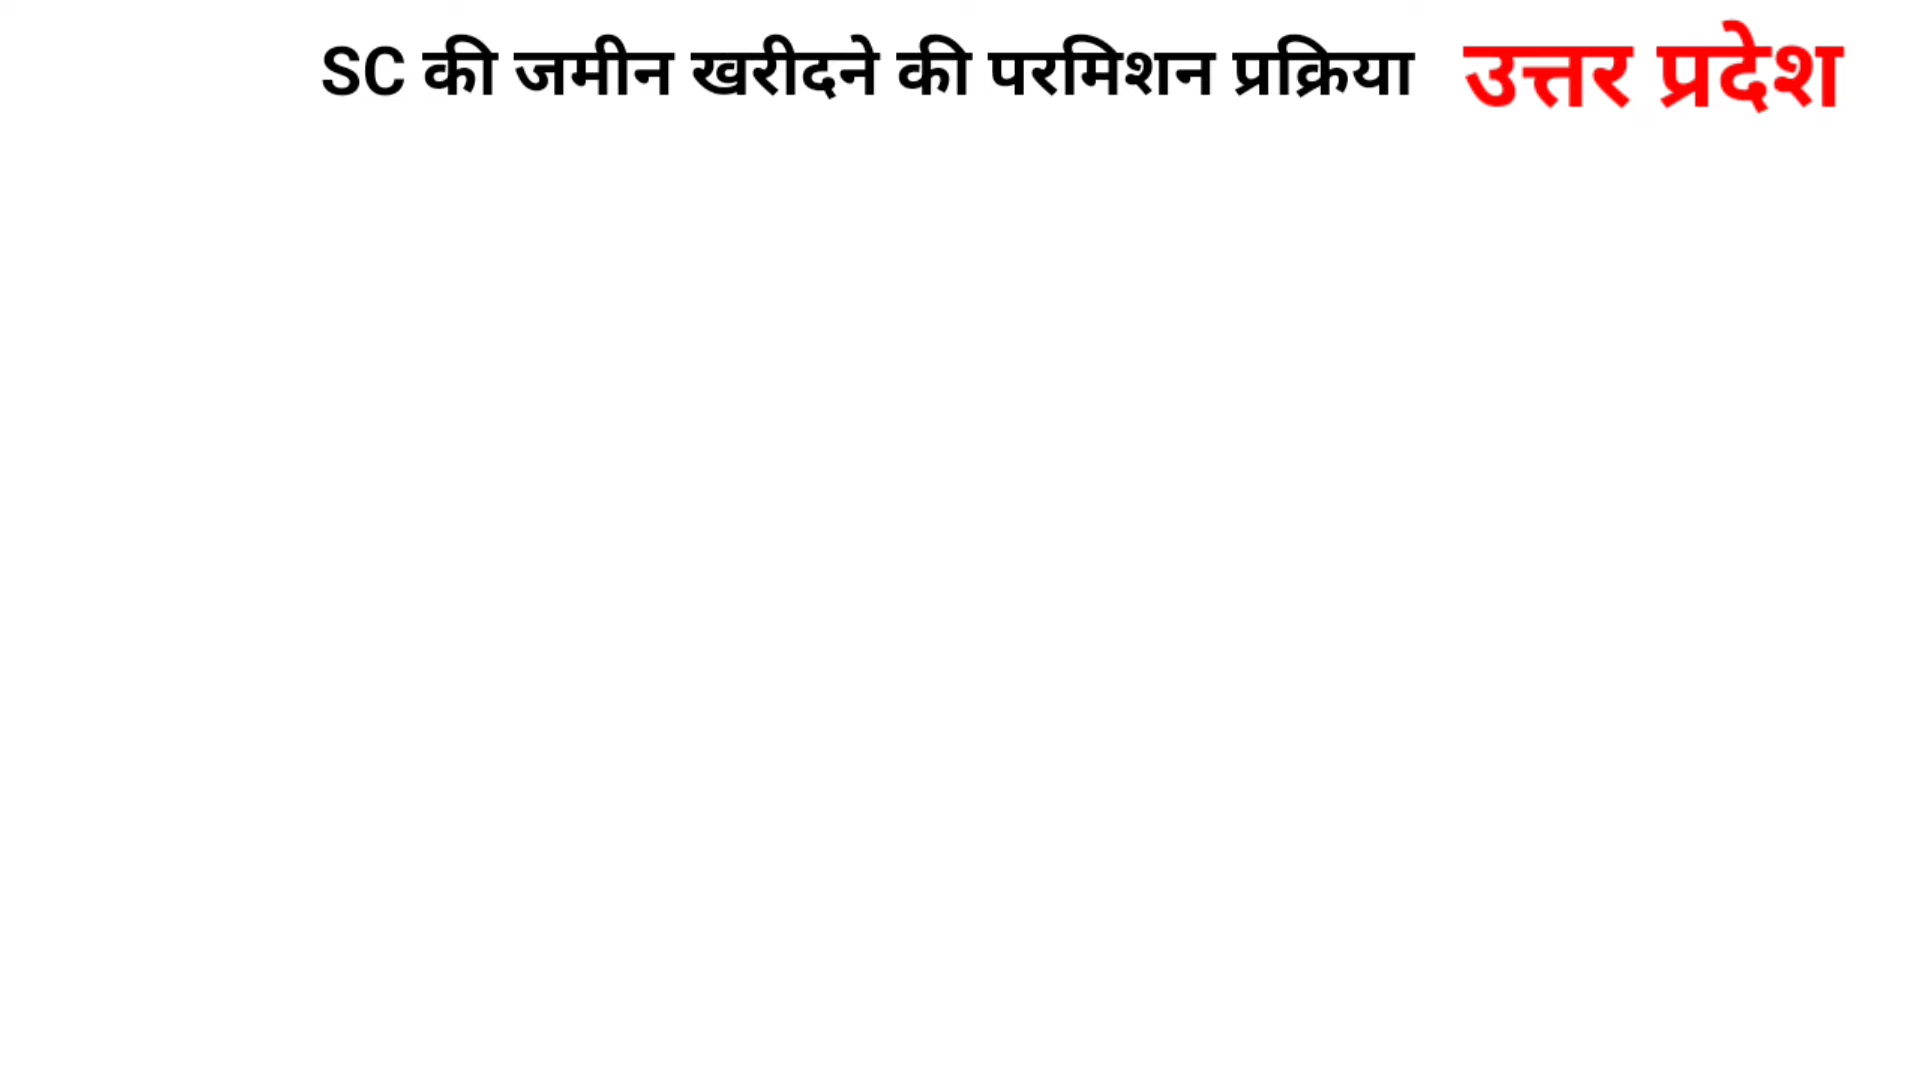 SC की जमीन खरीदने की परमिशन प्रक्रिया उत्तर प्रदेश